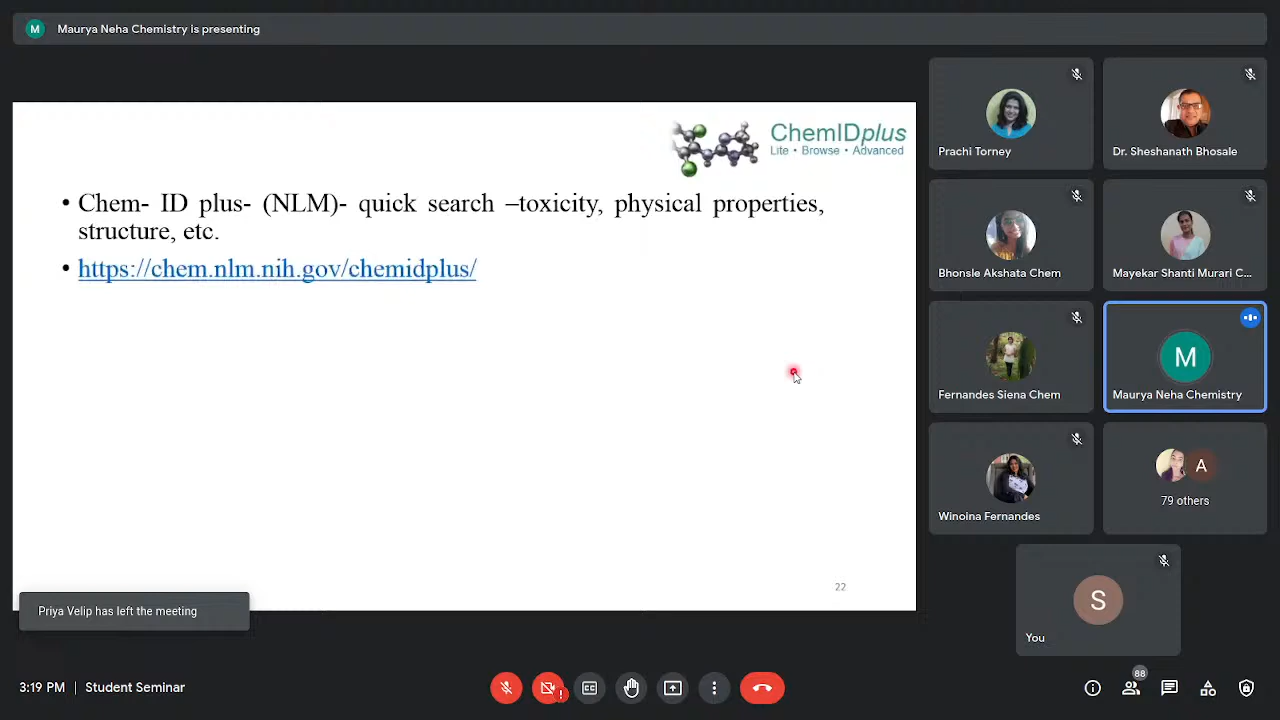 M Maurya Neha Chemistry is presenting
ChemIDplus
Lite • Browse • Advanced
• Chem- ID plus- (NLM)- quick search –toxicity, physical properties,
structure, etc.
• https://chem.nlm.nih.gov/chemidplus/
22
Priya Velip has left the meeting
Prachi Torney
Dr. Sheshanath Bhosale
Bhonsle Akshata Chem
Mayekar Shanti Murari C...
Fernandes Siena Chem
M
Maurya Neha Chemistry
Winoina Fernandes
A
79 others
S
You
3:19 PM | Student Seminar
CC
88